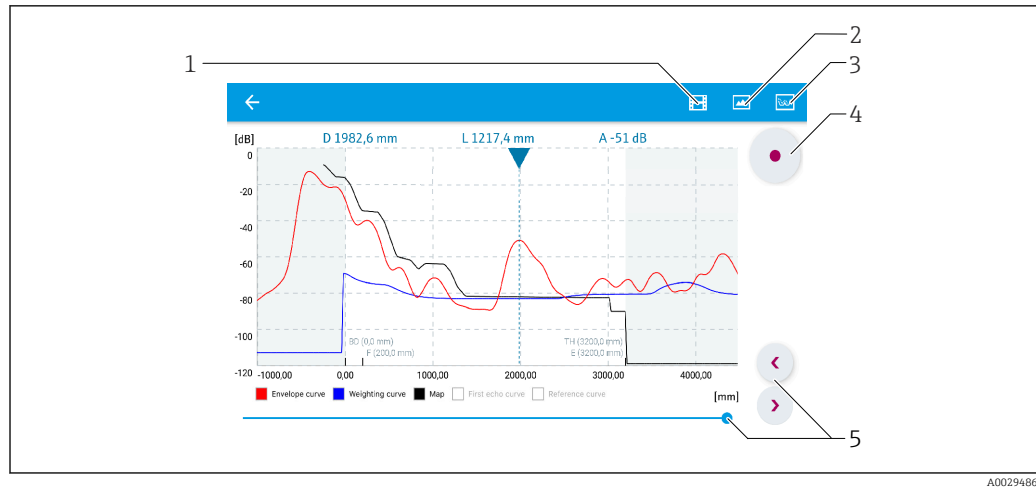 1
2
3
4
[dB]
D 1982,6 mm L 1217,4 mm A -51 dB
0
-20
-40
-60
-80
-100
BD (0,0 mm) TH (3200,0 mm)
F (200,0 mm) E (3200,0 mm)
-120 -1000,00 0,00 1000,00 2000,00 3000,00 4000,00
Envelope curve Weighting curve Map First echo curve Reference curve [mm]
5
A0029486